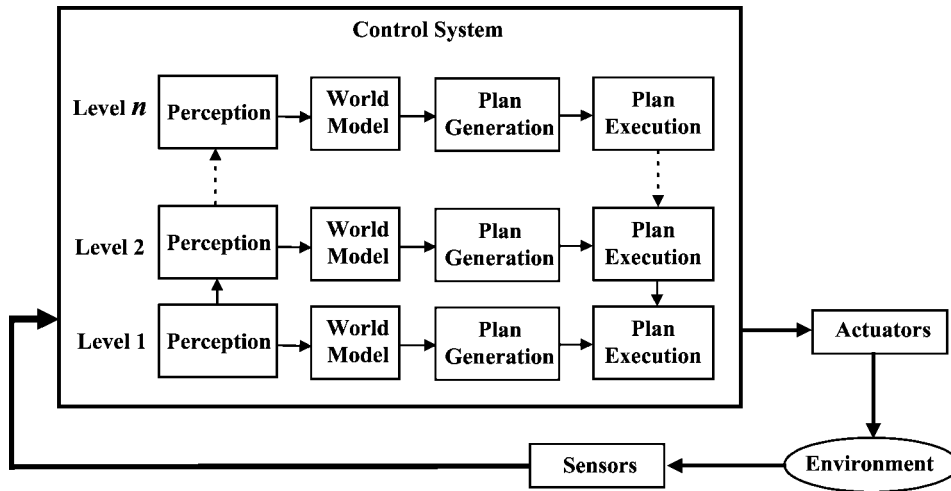 Control System
Level n
Perception
World
Model
Plan
Generation
Plan
Execution
Level 2
Perception
World
Model
Plan
Generation
Plan
Execution
Level 1
Perception
World
Model
Plan
Generation
Plan
Execution
Actuators
Sensors
Environment